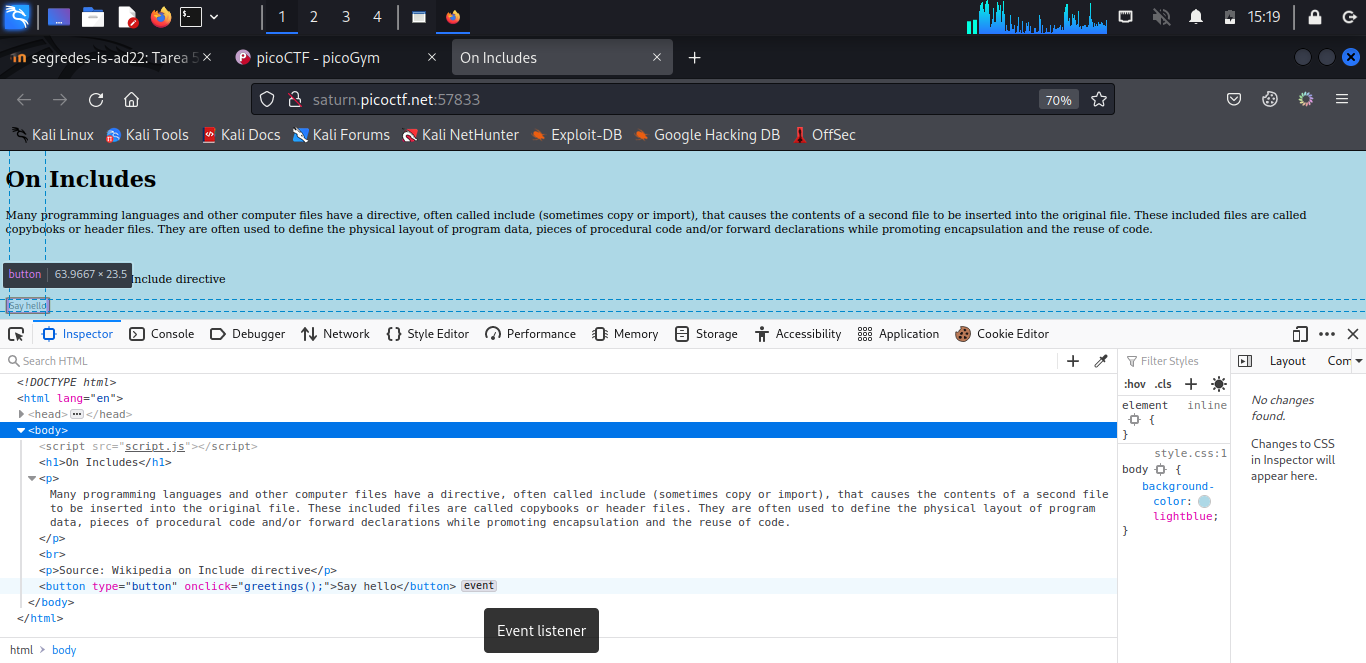 1 2 3 4 15:19
segredes-is-ad22: Tarea 5 picoCTF - picoGym On Includes
saturn.picoctf.net:57833 70%
Kali Linux Kali Tools Kali Docs Kali Forums Kali NetHunter Exploit-DB Google Hacking DB OffSec
On Includes
Many programming languages and other computer files have a directive, often called include (sometimes copy or import), that causes the contents of a second file to be inserted into the original file. These included files are called
copybooks or header files. They are often used to define the physical layout of program data, pieces of procedural code and/or forward declarations while promoting encapsulation and the reuse of code.
button 63.9667 × 23.5 Include directive
Say hello
Inspector Console Debugger Network {} Style Editor Performance Memory Storage Accessibility Application Cookie Editor
Search HTML
Filter Styles
Layout Com
:hov .cls
<!DOCTYPE html>
<html lang="en">
<head> ••• </head>
<body>
<script src="script.js"></script>
<h1>On Includes</h1>
<p>
Many programming languages and other computer files have a directive, often called include (sometimes copy or import), that causes the contents of a second file
to be inserted into the original file. These included files are called copybooks or header files. They are often used to define the physical layout of program
data, pieces of procedural code and/or forward declarations while promoting encapsulation and the reuse of code.
</p>
<br>
<p>Source: Wikipedia on Include directive</p>
<button type="button" onclick="greetings();">Say hello</button> event
</body>
</html>
Event listener
html > body
element inline
{
}
style.css:1
body {
background-
color:
lightblue;
}
No changes
found.
Changes to CSS
in Inspector will
appear here.